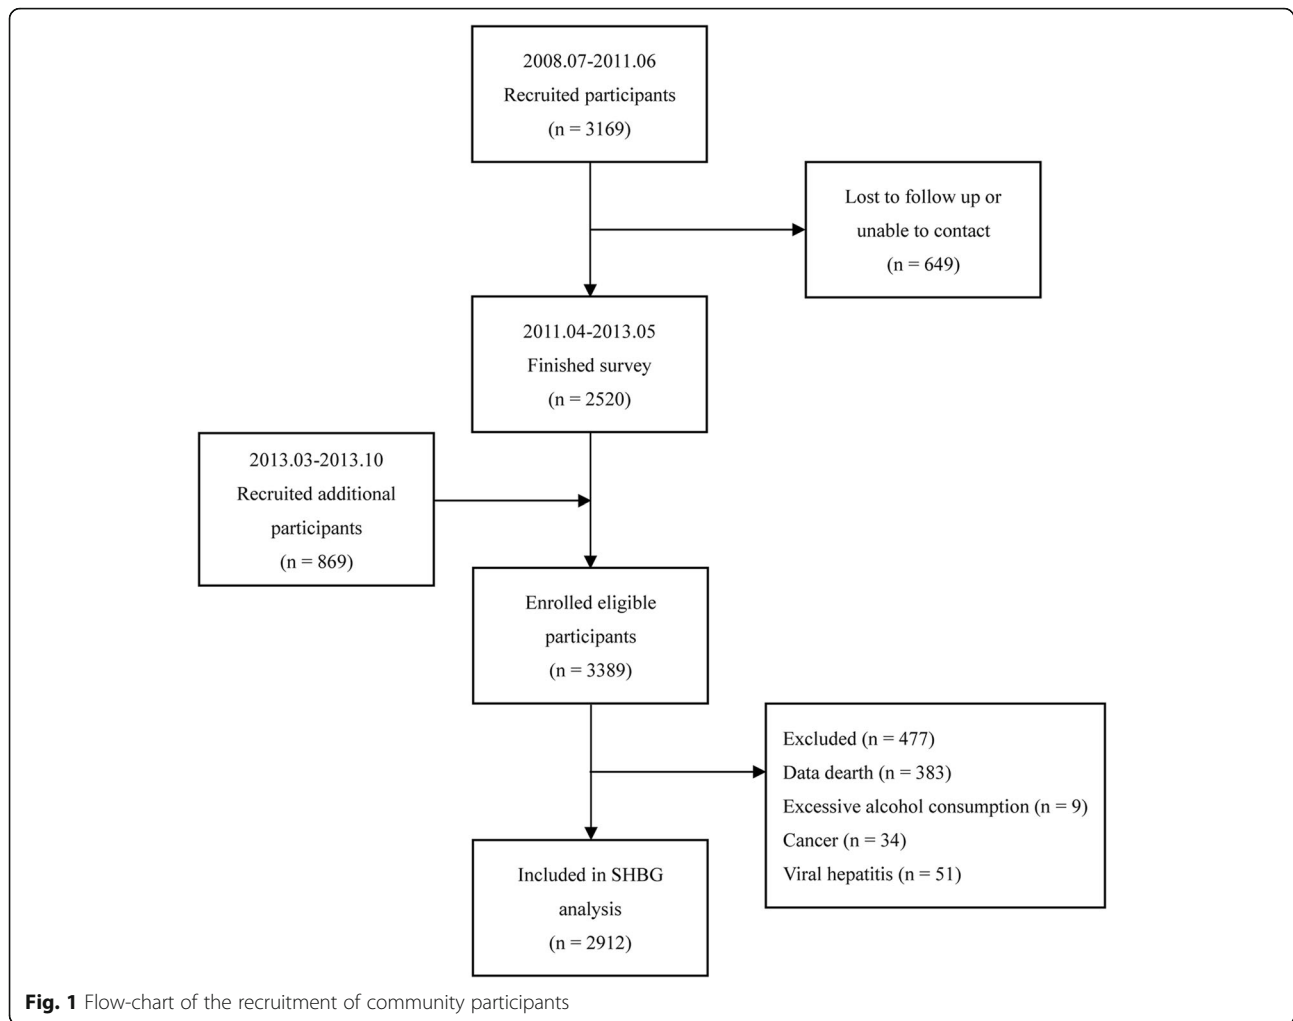 2008.07-2011.06
Recruited participants
(n = 3169)
Lost to follow up or
unable to contact
(n = 649)
2011.04-2013.05
Finished survey
(n = 2520)
2013.03-2013.10
Recruited additional
participants
(n = 869)
Enrolled eligible
participants
(n = 3389)
Excluded (n = 477)
Data dearth (n = 383)
Excessive alcohol consumption (n = 9)
Cancer (n = 34)
Viral hepatitis (n = 51)
Included in SHBG
analysis
(n = 2912)
Fig. 1 Flow-chart of the recruitment of community participants